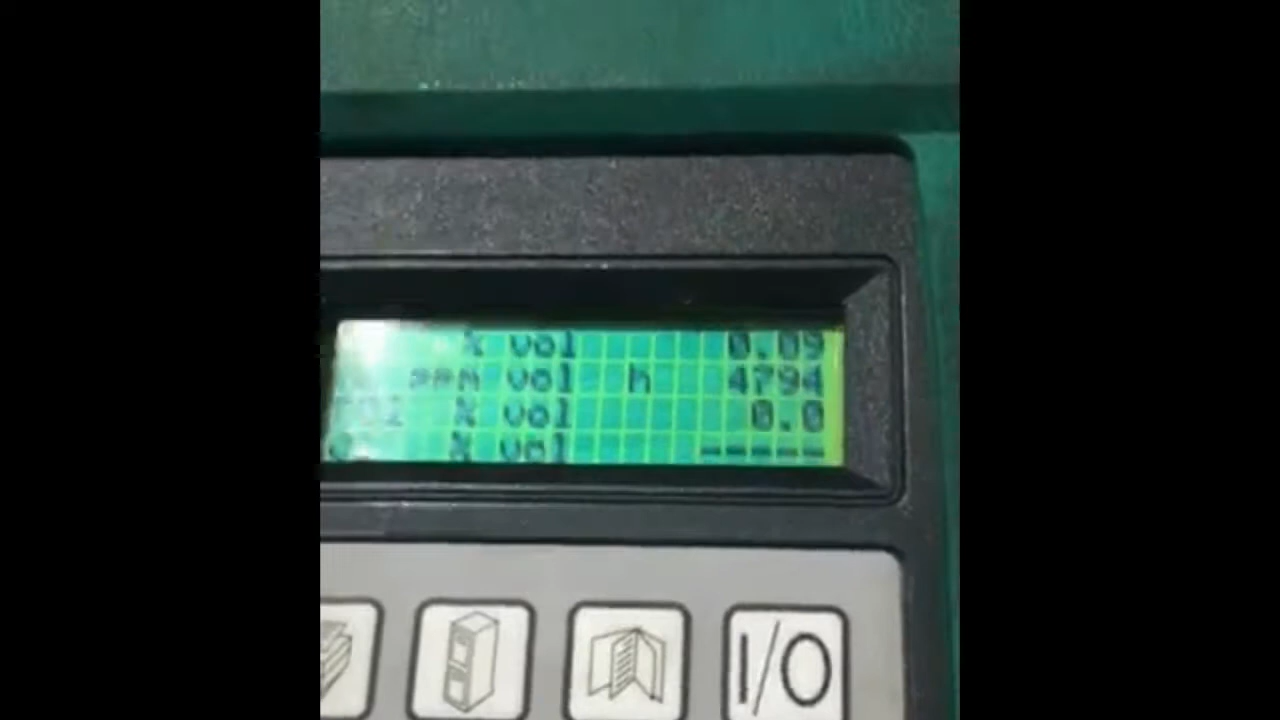 % vol 0.09
ppm vol h 4794
% vol 0.0
% vol -----
I/O